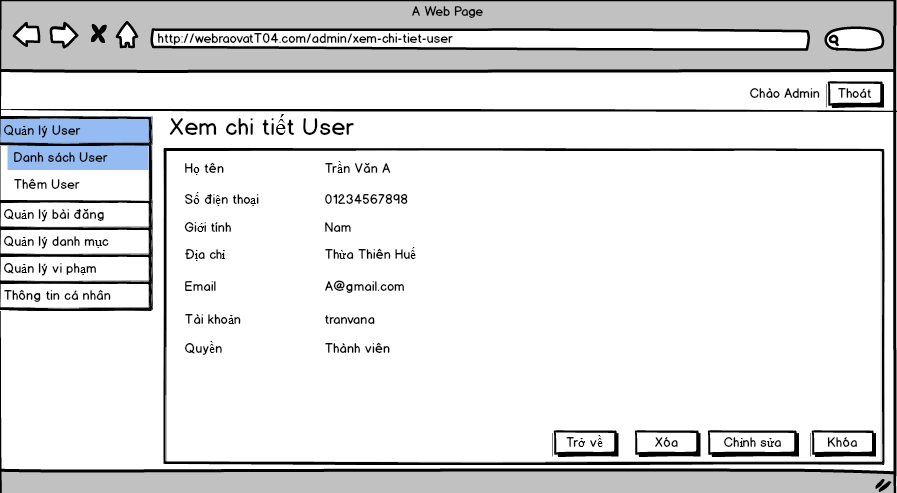 A Web Page
http://webraovatT04.com/admin/xem-chi-tiet-user
Chào Admin Thoát
Quản lý User
Danh sách User
Thêm User
Quản lý bài đăng
Quản lý danh mục
Quản lý vi phạm
Thông tin cá nhân
Xem chi tiết User
Họ tên Trần Văn A
Số điện thoại 01234567898
Giới tính Nam
Địa chỉ Thừa Thiên Huế
Email A@gmail.com
Tài khoản tranvana
Quyền Thành viên
Trở về Xóa Chỉnh sửa Khóa